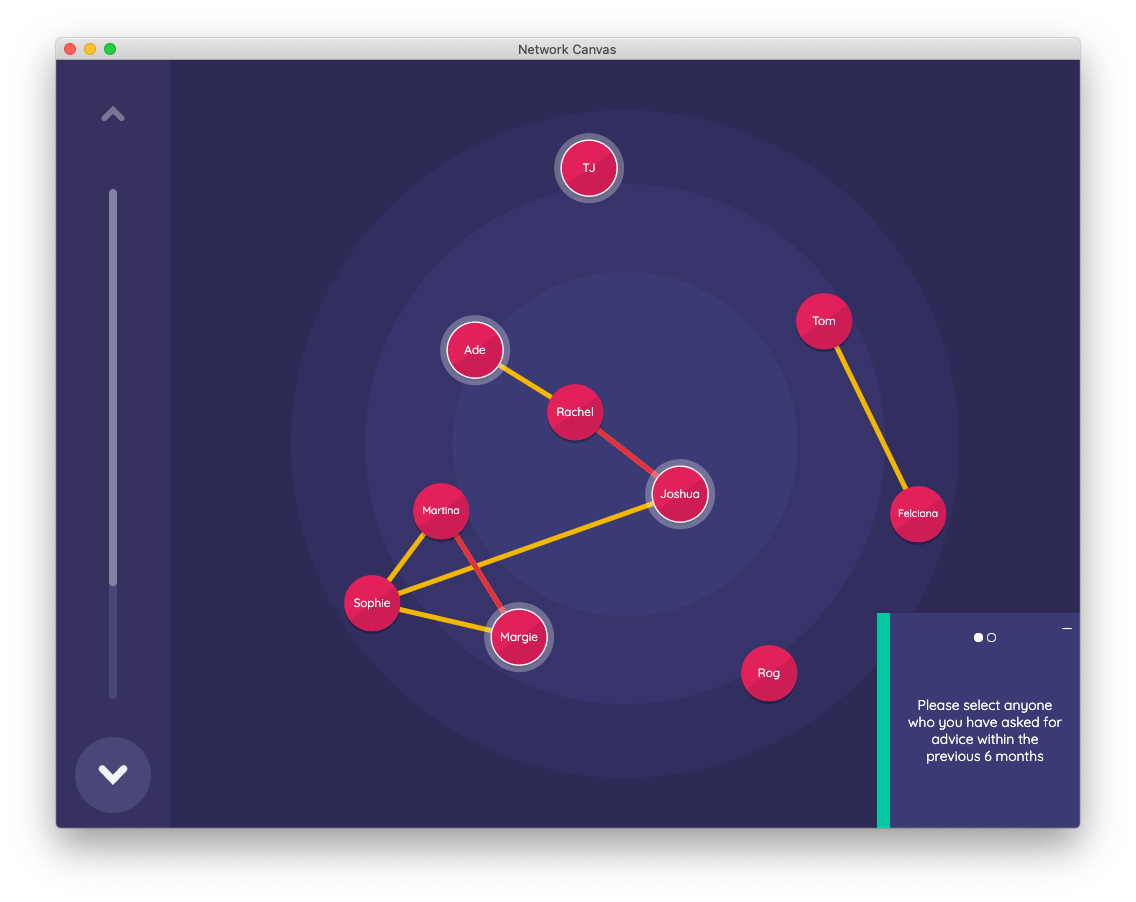 Network Canvas
TJ
Tom
Ade
Rachel
Joshua
Martina
Felciana
Sophie
Margie
Rog
Please select anyone
who you have asked for
advice within the
previous 6 months